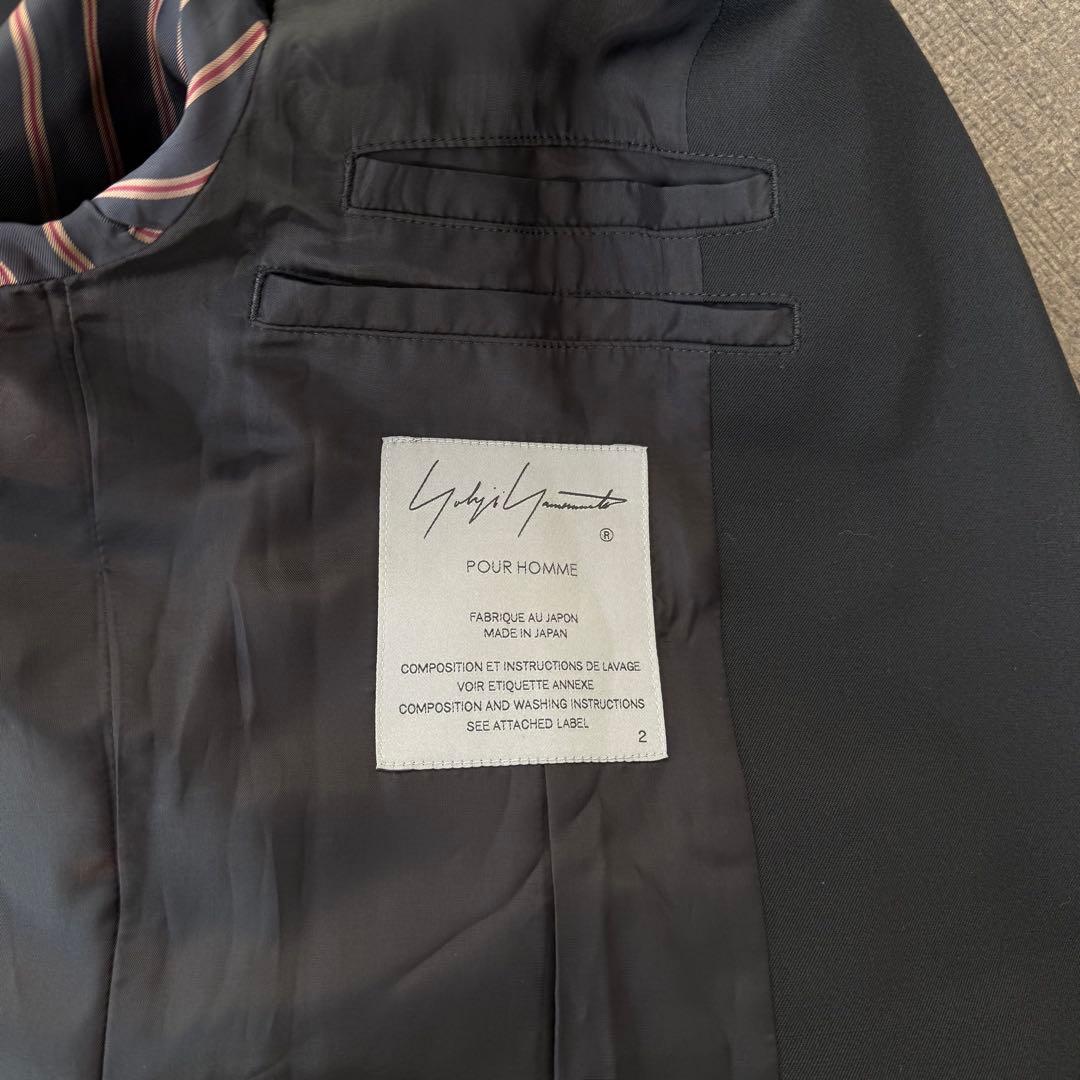 Yohji Yamamoto
®
POUR HOMME
FABRIQUE AU JAPON
MADE IN JAPAN
COMPOSITION ET INSTRUCTIONS DE LAVAGE
VOIR ETIQUETTE ANNEXE
COMPOSITION AND WASHING INSTRUCTIONS
SEE ATTACHED LABEL
2